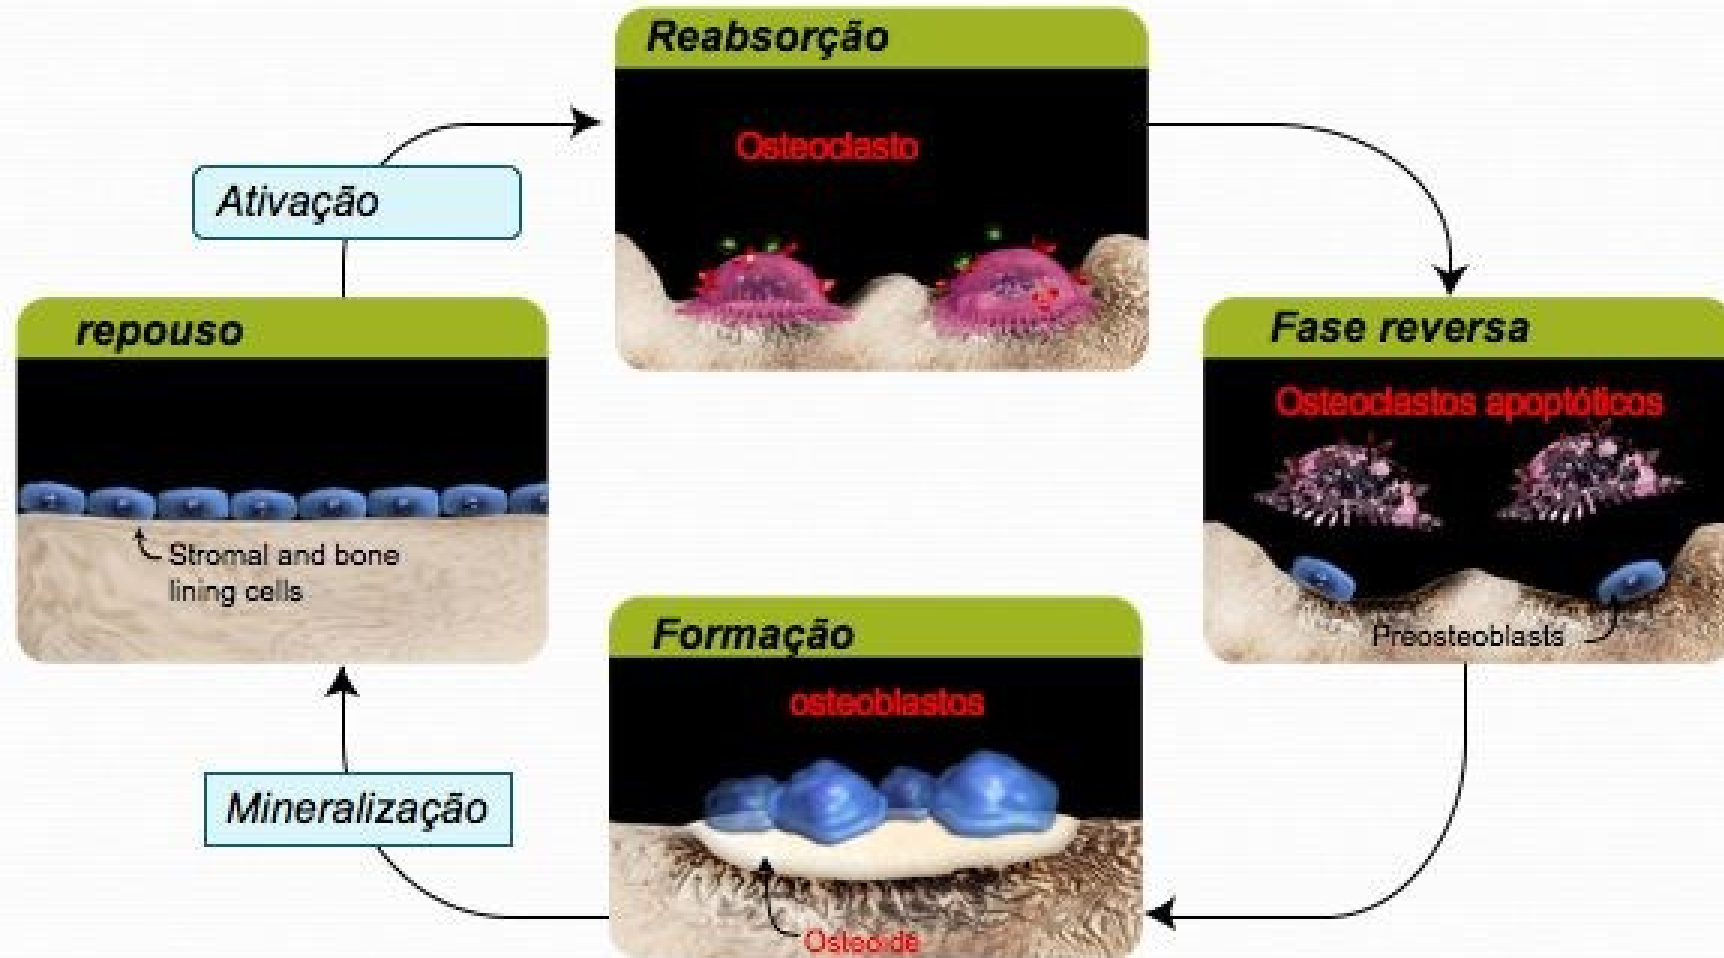 Reabsorção
Osteoclasto
Ativação
repouso
Stromal and bone
lining cells
Fase reversa
Osteoclastos apoptóticos
Preosteoblasts
Formação
osteoblastos
Osteoide
Mineralização